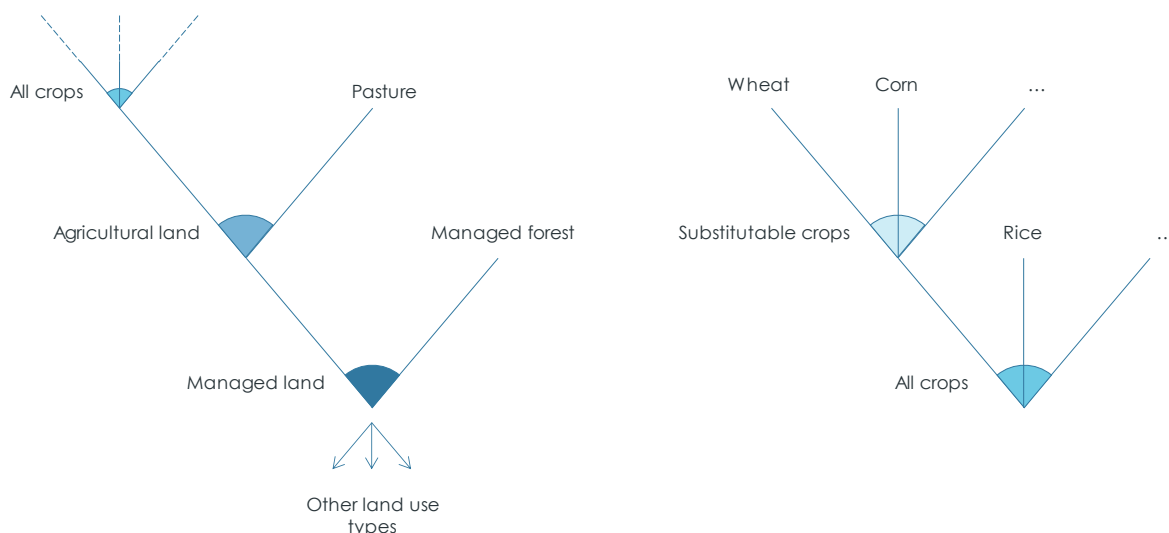 All crops
Pasture
Agricultural land
Managed forest
Managed land
Other land use
types
Wheat
Corn
...
Substitutable crops
Rice
..
All crops